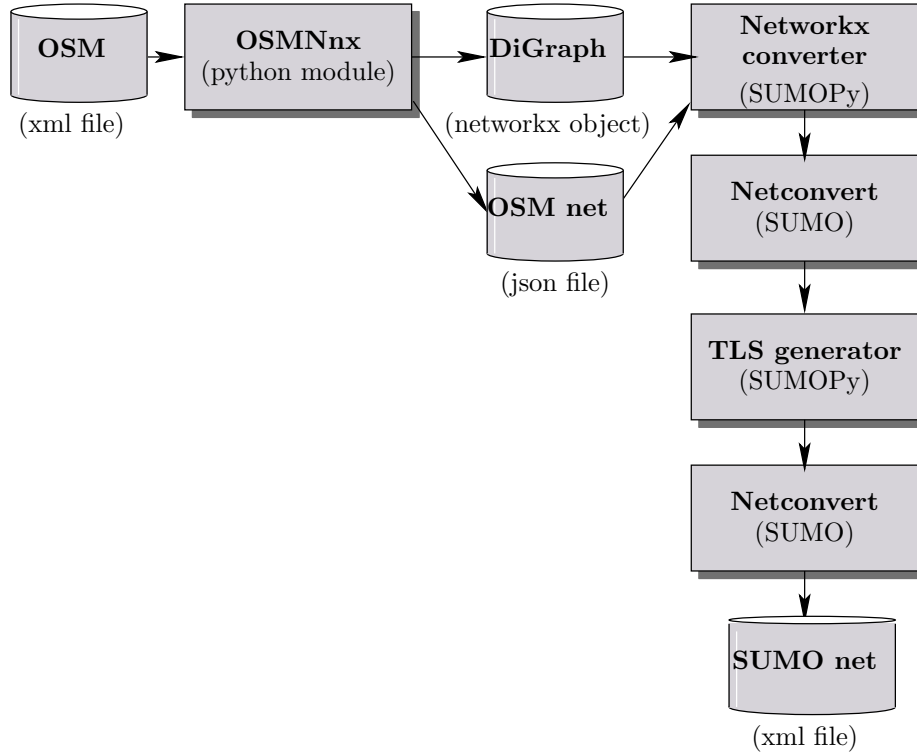 OSM
(xml file)
OSMNnx
(python module)
DiGraph
(networkx object)
OSM net
(json file)
Networkx
converter
(SUMOPy)
Netconvert
(SUMO)
TLS generator
(SUMOPy)
Netconvert
(SUMO)
SUMO net
(xml file)